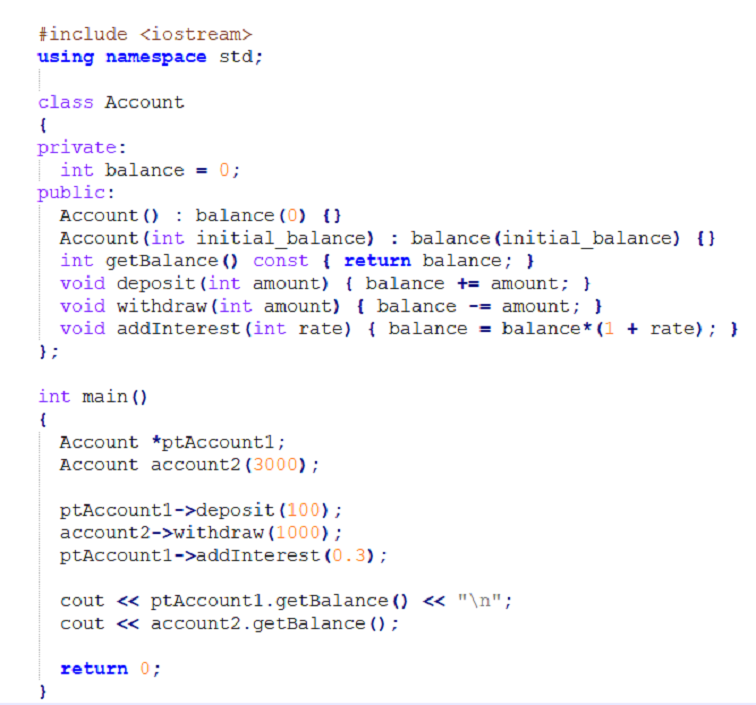 #include <iostream>
using namespace std;
class Account
{
private:
int balance = 0;
public:
Account() : balance(0) {}
Account(int initial_balance) : balance(initial_balance) {}
int getBalance() const { return balance; }
void deposit(int amount) { balance += amount; }
void withdraw(int amount) { balance -= amount; }
void addInterest(int rate) { balance = balance*(1 + rate); }
};
int main()
{
Account *ptAccount1;
Account account2(3000);
ptAccount1->deposit(100);
account2->withdraw(1000);
ptAccount1->addInterest(0.3);
cout << ptAccount1.getBalance() << "\n";
cout << account2.getBalance();
return 0;
}